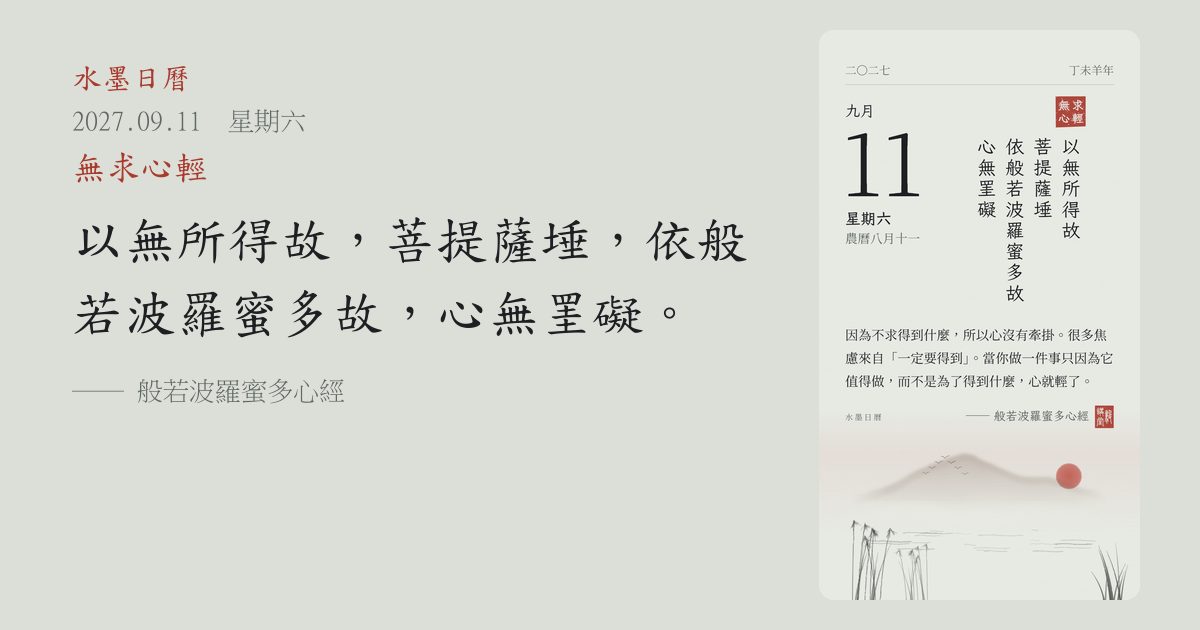 水墨日曆
2027.09.11 星期六
無求心輕
以無所得故，菩提薩埵，依般
若波羅蜜多故，心無罣礙。
—— 般若波羅蜜多心經
二〇二七
丁未羊年
九月
11
星期六
農曆八月十一
求輕
無心
以無所得故
菩提薩埵
依般若波羅蜜多故
心無罣礙
因為不求得到什麼，所以心沒有牽掛。很多焦
慮來自「一定要得到」。當你做一件事只因為它
值得做，而不是為了得到什麼，心就輕了。
水墨日曆
—— 般若波羅蜜多心經